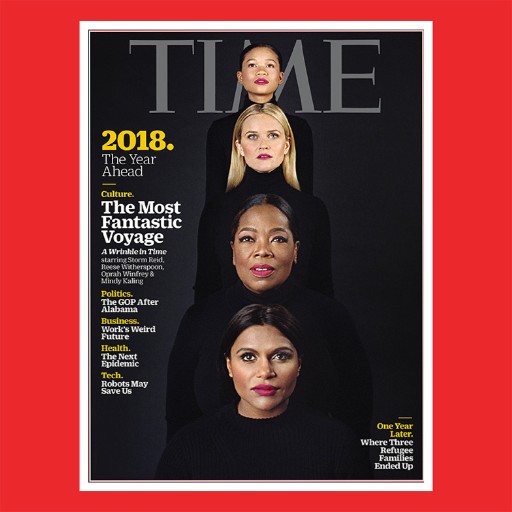 TIME
2018.
The Year
Ahead
Culture.
The Most
Fantastic
Voyage
A Wrinkle in Time
starring Storm Reid,
Reese Witherspoon,
Oprah Winfrey &
Mindy Kaling
Politics.
The GOP After
Alabama
Business.
Work's Weird
Future
Health.
The Next
Epidemic
Tech.
Robots May
Save Us
One Year
Later.
Where Three
Refugee
Families
Ended Up